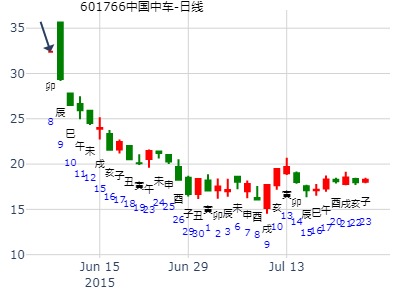 601766中国中车-日线
35
30
25
20
15
10
卯 辰 巳 午 未 戌 亥 子 丑 寅 午 未 申 酉 子 丑 寅 卯 辰 未 申 酉 戌 亥 寅 卯 辰 巳 午 酉 戌 亥 子
8 9 10 11 12 15 16 17 18 19 23 24 25 26 29 30 1 2 3 6 7 8 9 10 13 14 15 16 17 20 21 22 23
Jun 15 Jun 29 Jul 13
2015